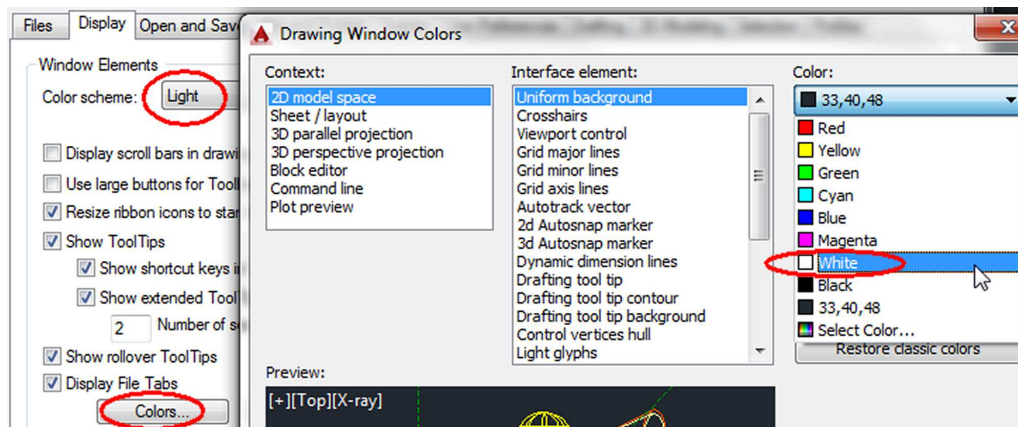 Files
Display
Open and Sav
Window Elements
Color scheme:
Light
Display scroll bars in drawi
Use large buttons for Tool
Resize ribbon icons to star
Show ToolTips
Show shortcut keys i
Show extended Tool
2
Number of s
Show rollover ToolTips
Display File Tabs
Colors...
Drawing Window Colors
Context:
2D model space
Sheet / layout
3D parallel projection
3D perspective projection
Block editor
Command line
Plot preview
Interface element:
Uniform background
Crosshairs
Viewport control
Grid major lines
Grid minor lines
Grid axis lines
Autotrack vector
2d Autosnap marker
3d Autosnap marker
Dynamic dimension lines
Drafting tool tip
Drafting tool tip contour
Drafting tool tip background
Control vertices hull
Light glyphs
Color:
33,40,48
Red
Yellow
Green
Cyan
Blue
Magenta
White
Black
33,40,48
Select Color...
Restore classic colors
Preview:
[+][Top][X-ray]